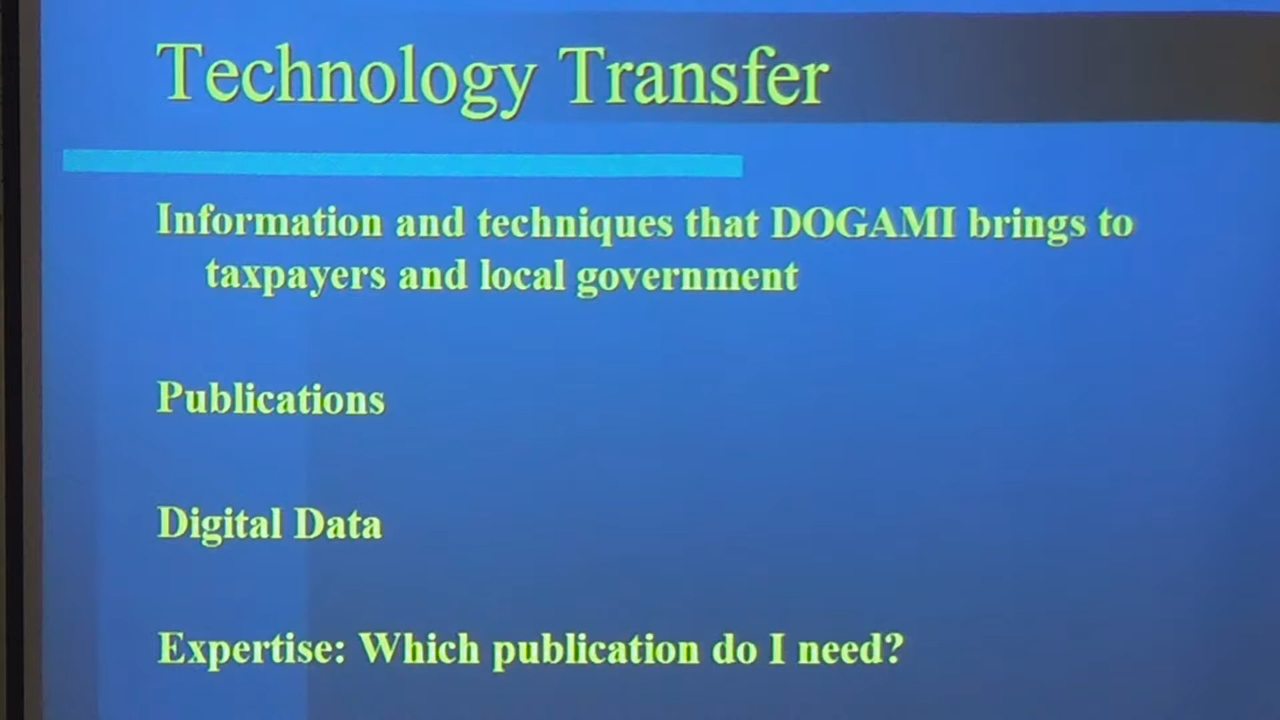 Technology Transfer
Information and techniques that DOGAMI brings to
taxpayers and local government
Publications
Digital Data
Expertise: Which publication do I need?